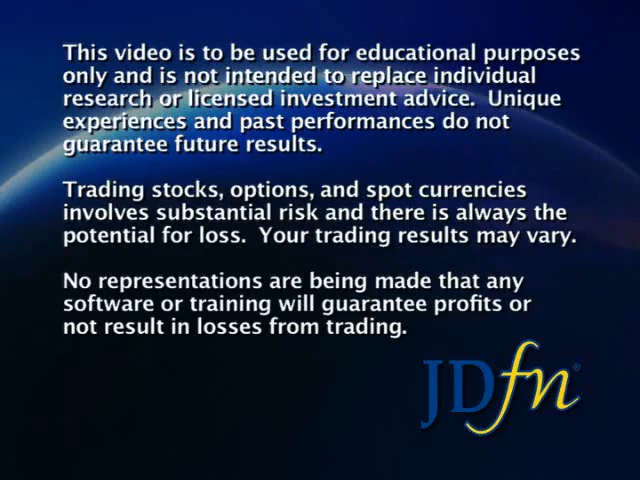 This video is to be used for educational purposes
only and is not intended to replace individual
research or licensed investment advice.  Unique
experiences and past performances do not
guarantee future results.
Trading stocks, options, and spot currencies
involves substantial risk and there is always the
potential for loss.  Your trading results may vary.
No representations are being made that any
software or training will guarantee profits or
not result in losses from trading.
JDfn®